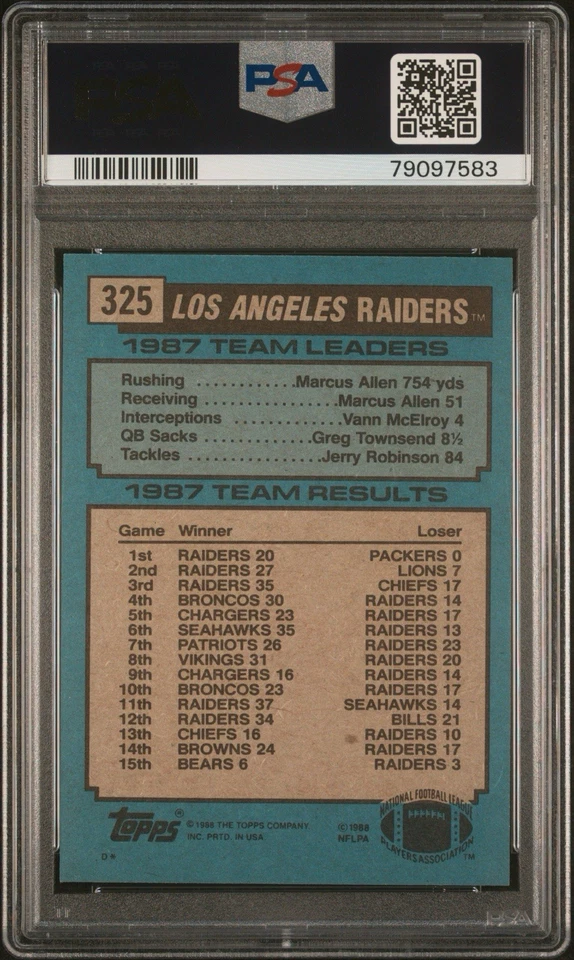 PSA
79097583
325 LOS ANGELES RAIDERS TM
1987 TEAM LEADERS
Rushing ............Marcus Allen 754 yds
Receiving ................Marcus Allen 51
Interceptions .............Vann McElroy 4
QB Sacks .............Greg Townsend 8½
Tackles ................Jerry Robinson 84
1987 TEAM RESULTS
Game Winner Loser
1st RAIDERS 20 PACKERS 0
2nd RAIDERS 27 LIONS 7
3rd RAIDERS 35 CHIEFS 17
4th BRONCOS 30 RAIDERS 14
5th CHARGERS 23 RAIDERS 17
6th SEAHAWKS 35 RAIDERS 13
7th PATRIOTS 26 RAIDERS 23
8th VIKINGS 31 RAIDERS 20
9th CHARGERS 16 RAIDERS 14
10th BRONCOS 23 RAIDERS 17
11th RAIDERS 37 SEAHAWKS 14
12th RAIDERS 34 BILLS 21
13th CHIEFS 16 RAIDERS 10
14th BROWNS 24 RAIDERS 17
15th BEARS 6 RAIDERS 3
topps® © 1988 THE TOPPS COMPANY
INC. PRTD. IN USA
© 1988
NFLPA
NATIONAL FOOTBALL LEAGUE
PLAYERS ASSOCIATION TM
D*
PSA